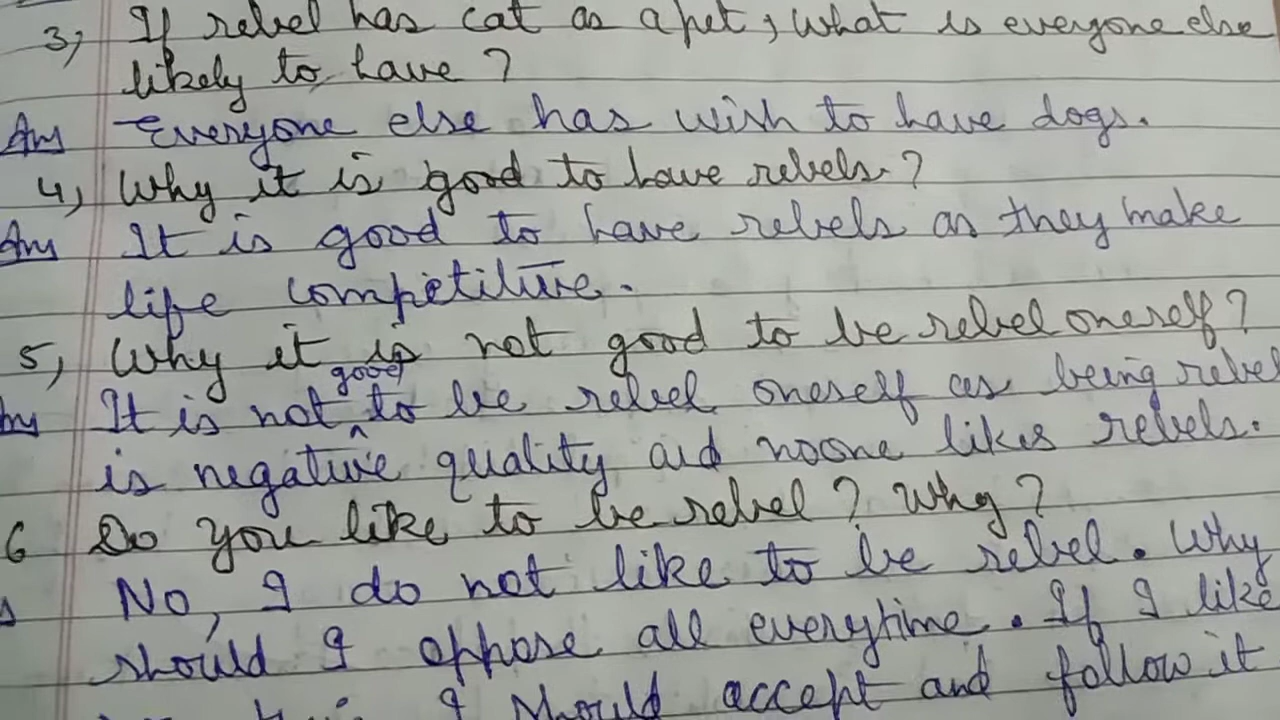 3, If rebel has cat as a pet, what is everyone else
likely to have ?
Ans Everyone else has wish to have dogs.
4, Why it is good to have rebels ?
Ans It is good to have rebels as they make
life competitive.
5, Why it is not good to be rebel oneself ?
Ans It is not good to be rebel oneself as being rebel
is negative quality and noone likes rebels.
6 Do you like to be rebel ? Why ?
No, I do not like to be rebel. Why
should I oppose all everytime. If I like
I should accept and follow it